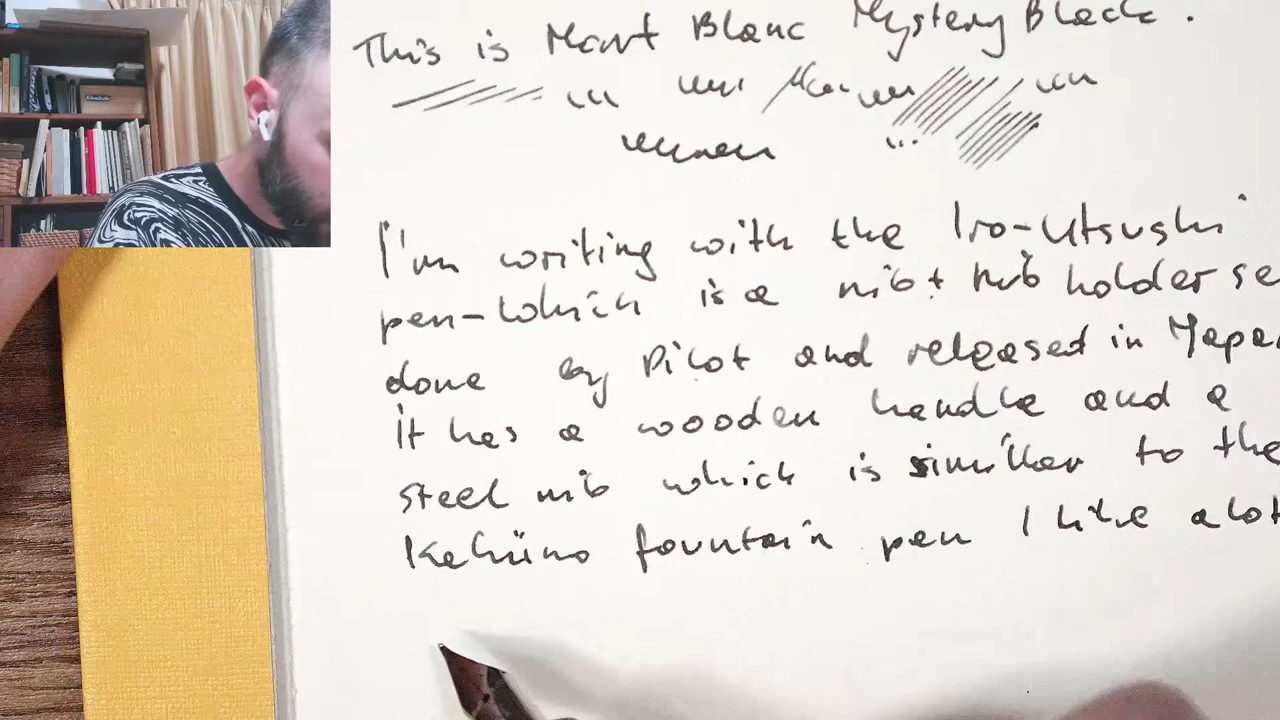 This is Mont Blanc Mystery Black.
I'm writing with the Iro-Utsushi
pen-which is a nib + nib holder se
done by Pilot and released in Japan
It has a wooden handle and a
steel nib which is similar to the
Kakuno fountain pen I like a lot